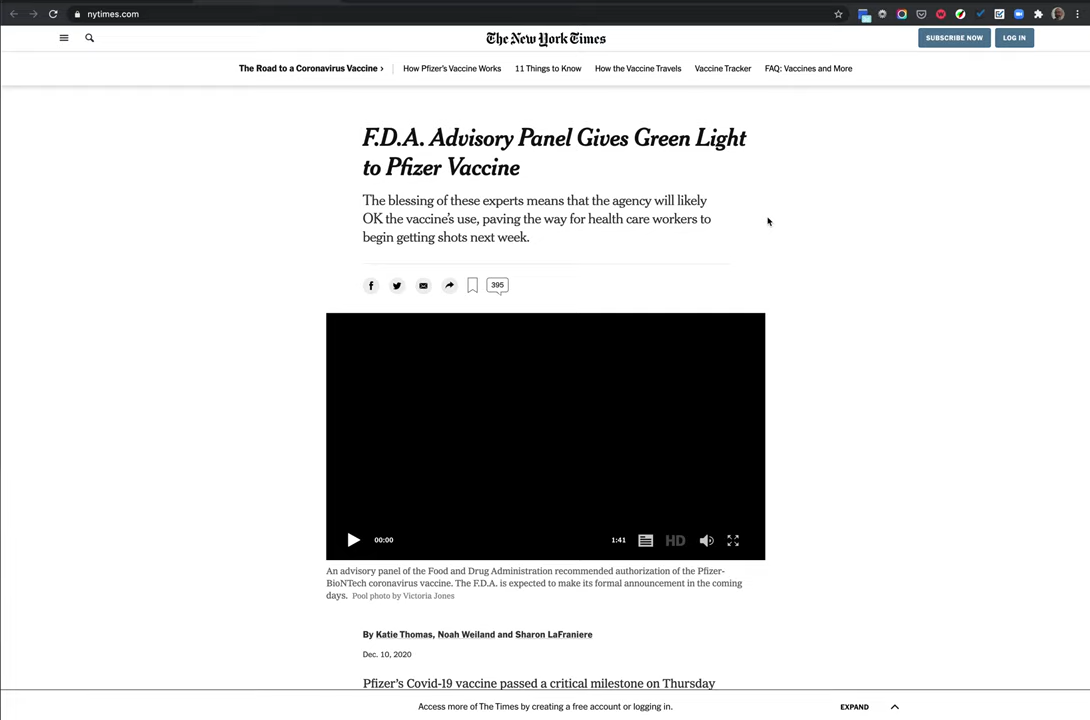 nytimes.com
The New York Times
SUBSCRIBE NOW
LOG IN
The Road to a Coronavirus Vaccine ›
How Pfizer's Vaccine Works
11 Things to Know
How the Vaccine Travels
Vaccine Tracker
FAQ: Vaccines and More
F.D.A. Advisory Panel Gives Green Light
to Pfizer Vaccine
The blessing of these experts means that the agency will likely
OK the vaccine's use, paving the way for health care workers to
begin getting shots next week.
395
00:00
1:41
HD
An advisory panel of the Food and Drug Administration recommended authorization of the Pfizer-
BioNTech coronavirus vaccine. The F.D.A. is expected to make its formal announcement in the coming
days. Pool photo by Victoria Jones
By Katie Thomas, Noah Weiland and Sharon LaFraniere
Dec. 10, 2020
Pfizer's Covid-19 vaccine passed a critical milestone on Thursday
Access more of The Times by creating a free account or logging in.
EXPAND